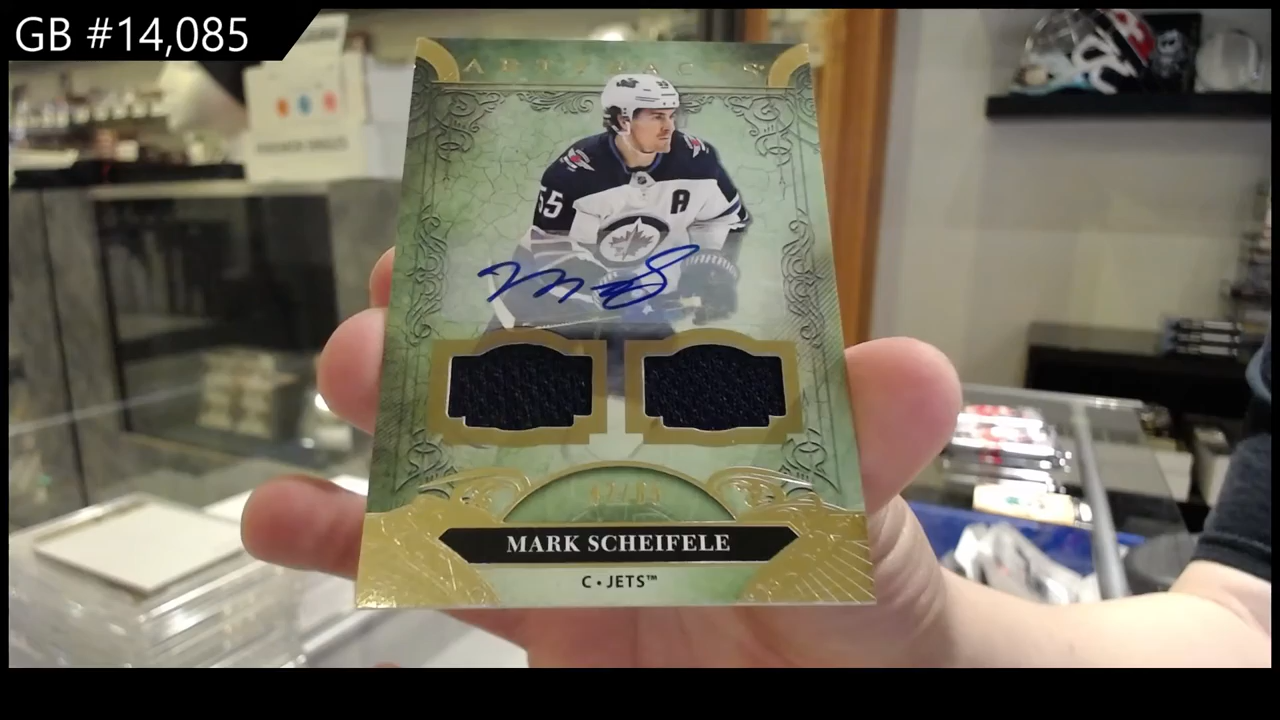 GB #14,085
ARTIFACTS
55
A
MARK SCHEIFELE
C • JETS™